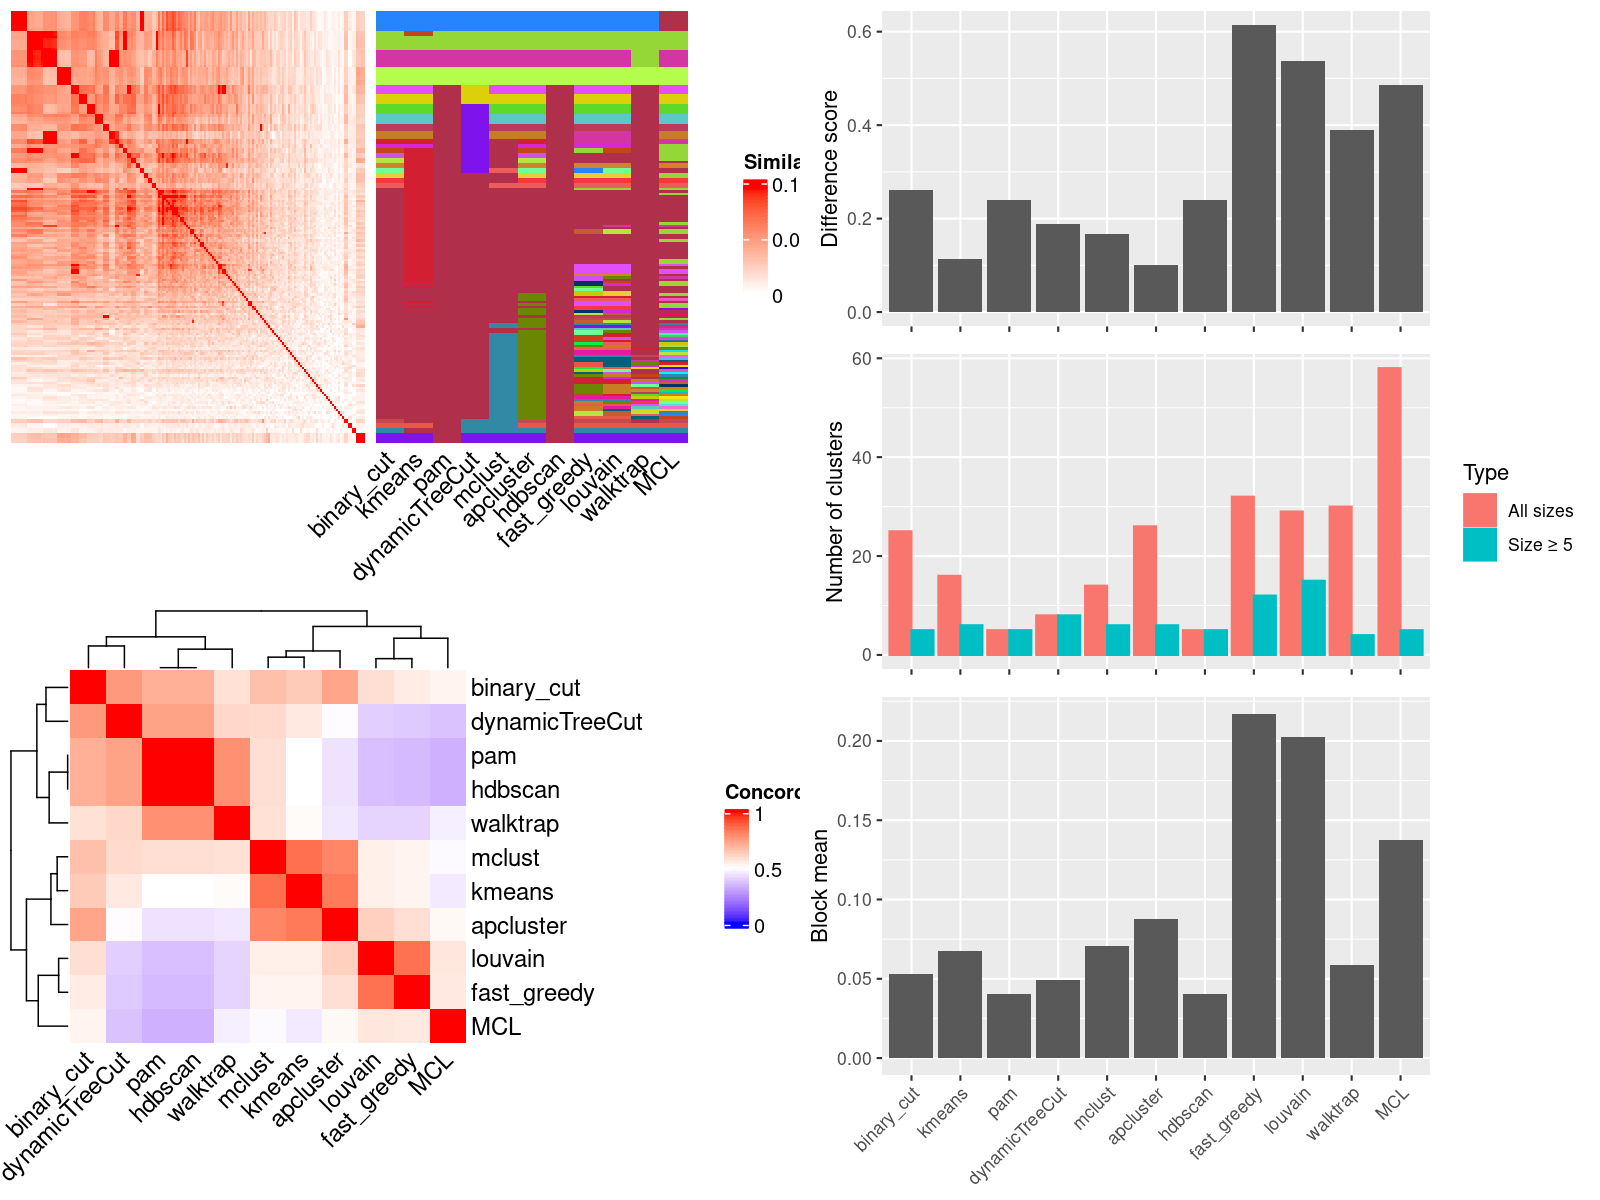 Simila
0.1
0.0
0
binary_cut
kmeans
pam
dynamicTreeCut
mclust
apcluster
hdbscan
fast_greedy
louvain
walktrap
MCL
binary_cut
dynamicTreeCut
pam
hdbscan
walktrap
mclust
kmeans
apcluster
louvain
fast_greedy
MCL
binary_cut
dynamicTreeCut
pam
hdbscan
walktrap
mclust
kmeans
apcluster
louvain
fast_greedy
MCL
Concord
1
0.5
0
Difference score
0.6
0.4
0.2
0.0
Number of clusters
60
40
20
0
Type
All sizes
Size ≥ 5
Block mean
0.20
0.15
0.10
0.05
0.00
binary_cut
kmeans
pam
dynamicTreeCut
mclust
apcluster
hdbscan
fast_greedy
louvain
walktrap
MCL